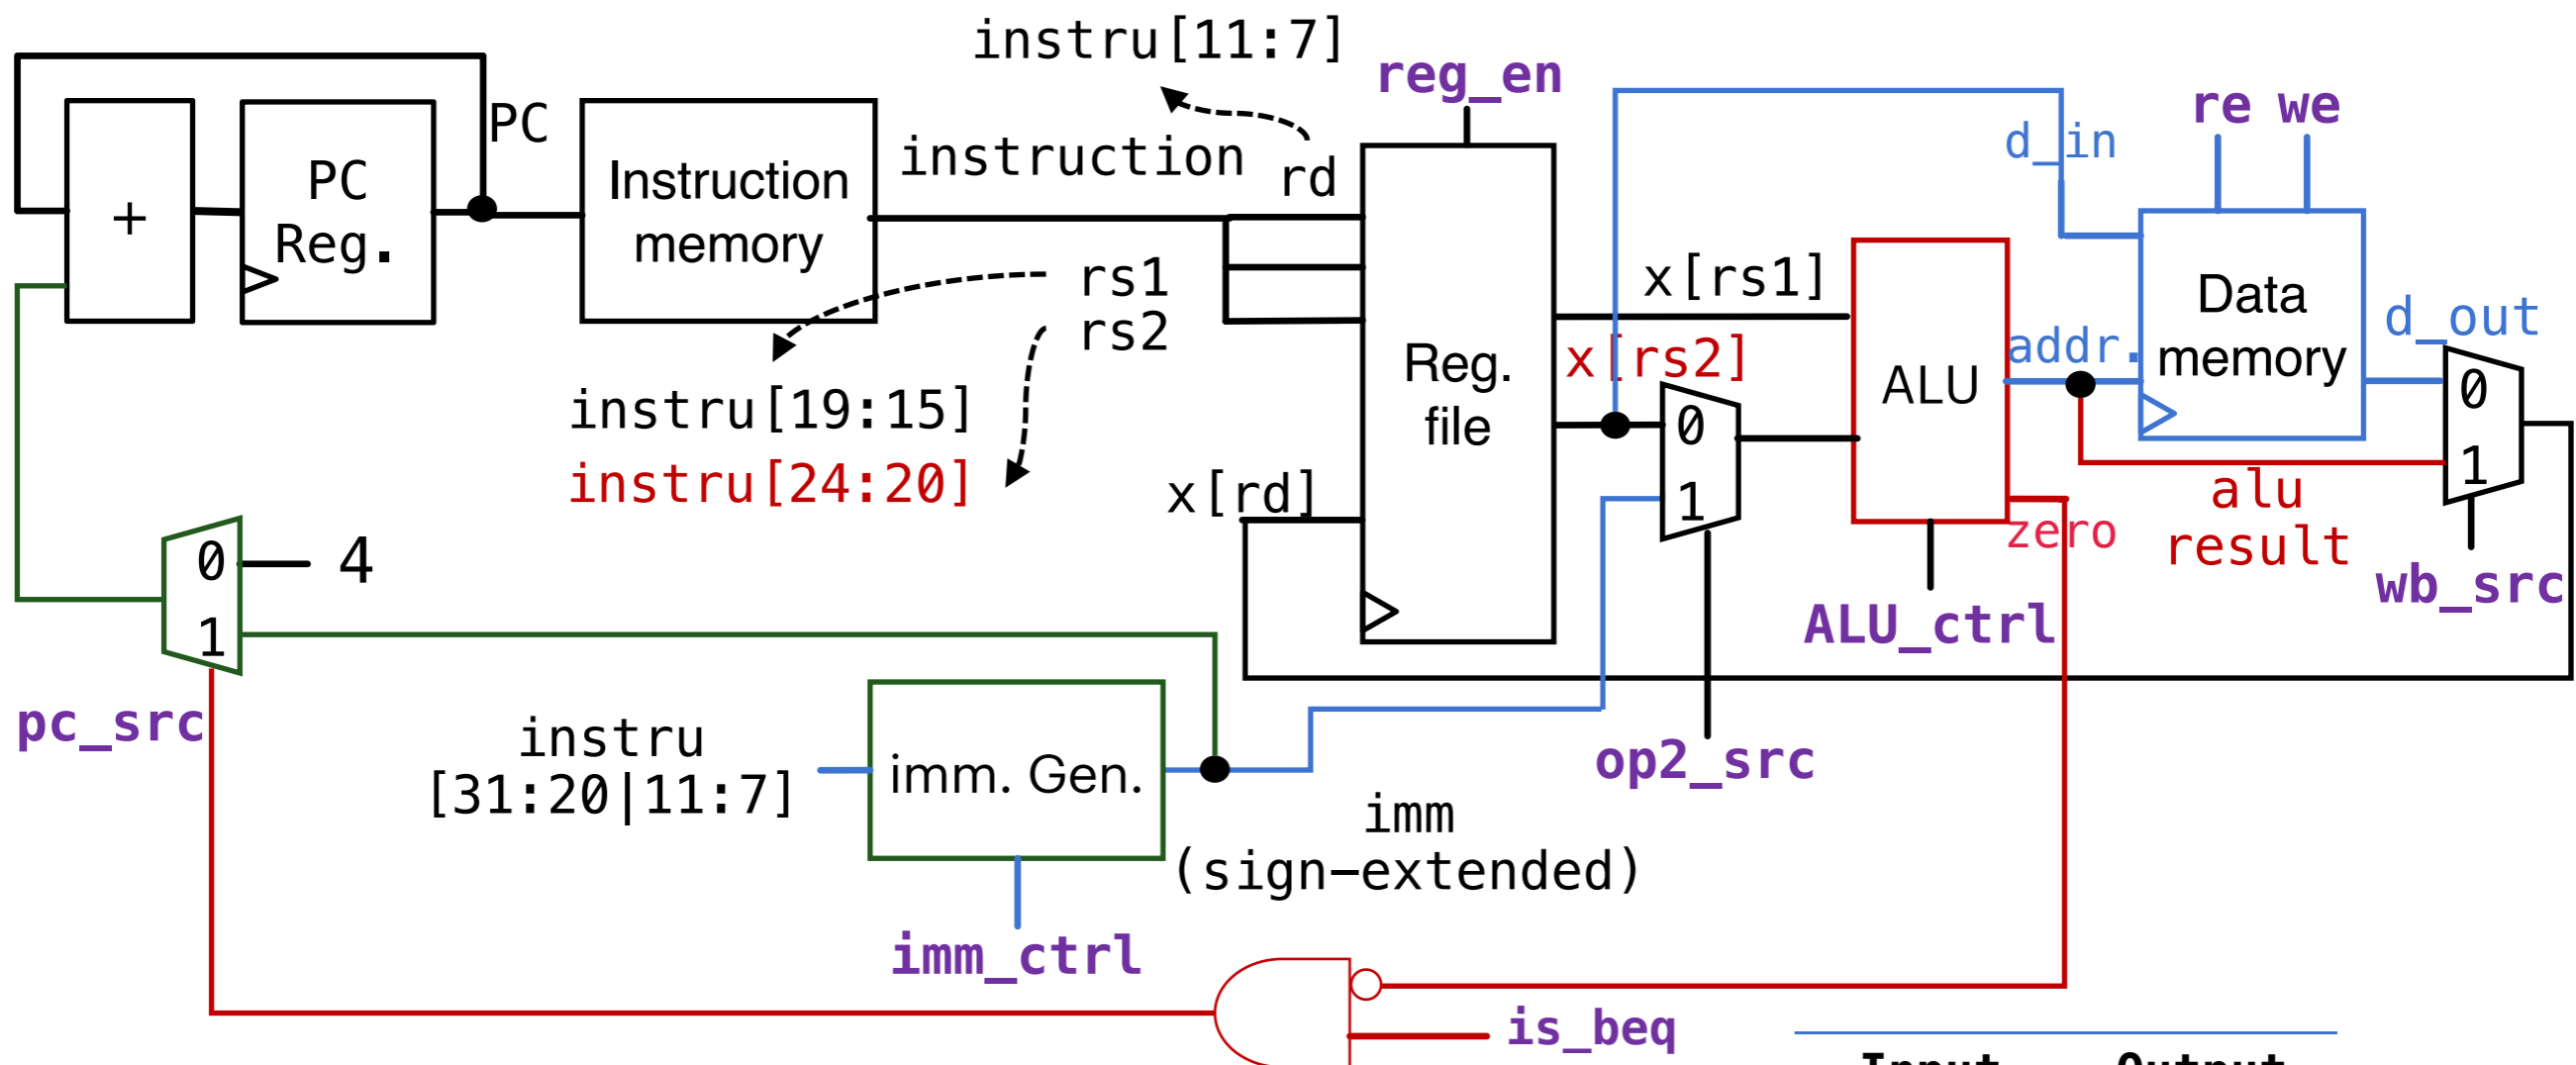 instru[11:7]
reg_en
re we
PC
d_in
instruction
rd
PC
Reg.
+
Instruction
memory
rs1
rs2
x[rs1]
x[rs2]
Data
memory
d_out
addr.
Reg.
file
ALU
0
1
0
1
instru[19:15]
instru[24:20]
x[rd]
alu
result
zero
wb_src
0
1
4
ALU_ctrl
pc_src
instru
[31:20|11:7]
imm. Gen.
op2_src
imm
(sign-extended)
imm_ctrl
is_beq
Input Output